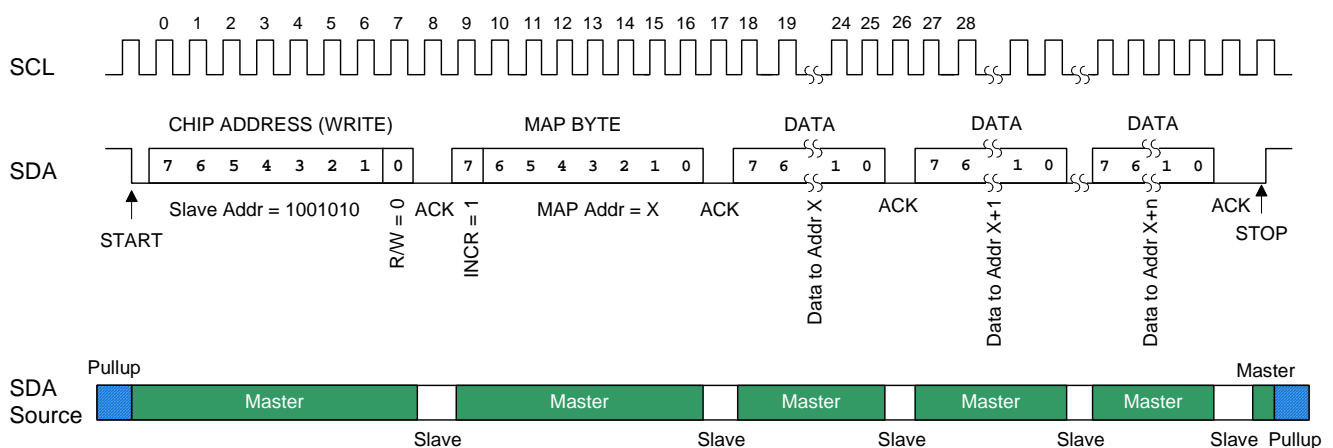 0 1 2 3 4 5 6 7 8 9 10 11 12 13 14 15 16 17 18 19 24 25 26 27 28
SCL
CHIP ADDRESS (WRITE) MAP BYTE DATA DATA DATA
SDA 7 6 5 4 3 2 1 0 7 6 5 4 3 2 1 0 7 6 1 0 7 6 1 0 7 6 1 0
Slave Addr = 1001010 ACK MAP Addr = X ACK ACK ACK
START STOP
R/W = 0
INCR = 1
Data to Addr X
Data to Addr X+1
Data to Addr X+n
Pullup Master
SDA
Source
Master Master Master Master Master
Slave Slave Slave Slave Slave Pullup